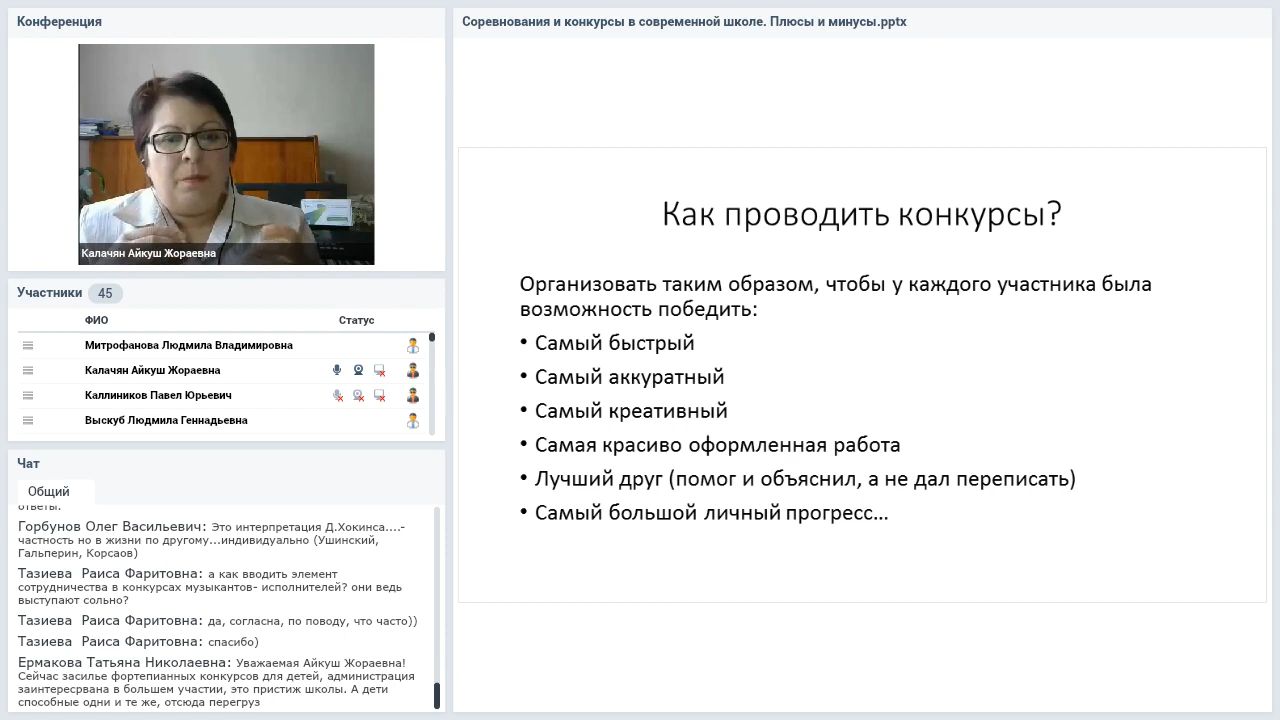 Конференция
Калачян Айкуш Жораевна
Участники 45
ФИО Статус
Митрофанова Людмила Владимировна
Калачян Айкуш Жораевна
Каллиников Павел Юрьевич
Выскуб Людмила Геннадьевна
Чат
Общий
ответы.
Горбунов Олег Васильевич: Это интерпретация Д.Хокинса....-
частность но в жизни по другому...индивидуально (Ушинский,
Гальперин, Корсаов)
Тазиева Раиса Фаритовна: а как вводить элемент
сотрудничества в конкурсах музыкантов- исполнителей? они ведь
выступают сольно?
Тазиева Раиса Фаритовна: да, согласна, по поводу, что часто))
Тазиева Раиса Фаритовна: спасибо)
Ермакова Татьяна Николаевна: Уважаемая Айкуш Жораевна!
Сейчас засилье фортепианных конкурсов для детей, администрация
заинтересрвана в большем участии, это пристиж школы. А дети
способные одни и те же, отсюда перегруз
Соревнования и конкурсы в современной школе. Плюсы и минусы.pptx
Как проводить конкурсы?
Организовать таким образом, чтобы у каждого участника была
возможность победить:
• Самый быстрый
• Самый аккуратный
• Самый креативный
• Самая красиво оформленная работа
• Лучший друг (помог и объяснил, а не дал переписать)
• Самый большой личный прогресс...